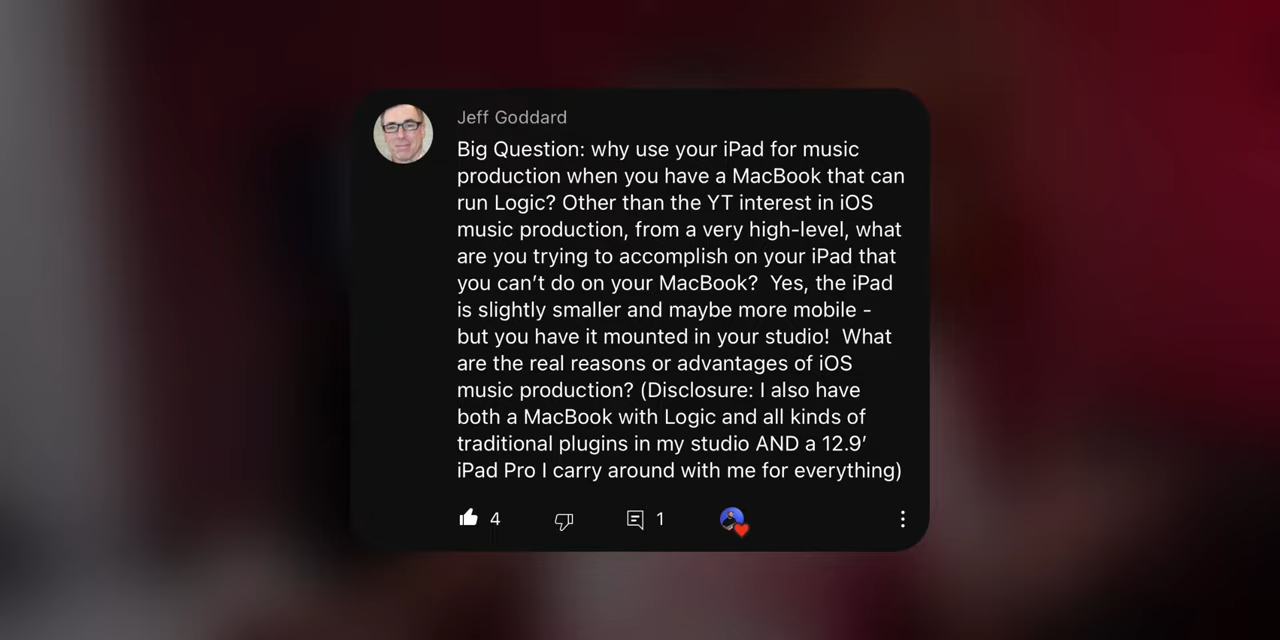 Jeff Goddard
Big Question: why use your iPad for music
production when you have a MacBook that can
run Logic? Other than the YT interest in iOS
music production, from a very high-level, what
are you trying to accomplish on your iPad that
you can’t do on your MacBook?  Yes, the iPad
is slightly smaller and maybe more mobile -
but you have it mounted in your studio!  What
are the real reasons or advantages of iOS
music production? (Disclosure: I also have
both a MacBook with Logic and all kinds of
traditional plugins in my studio AND a 12.9’
iPad Pro I carry around with me for everything)
4 1